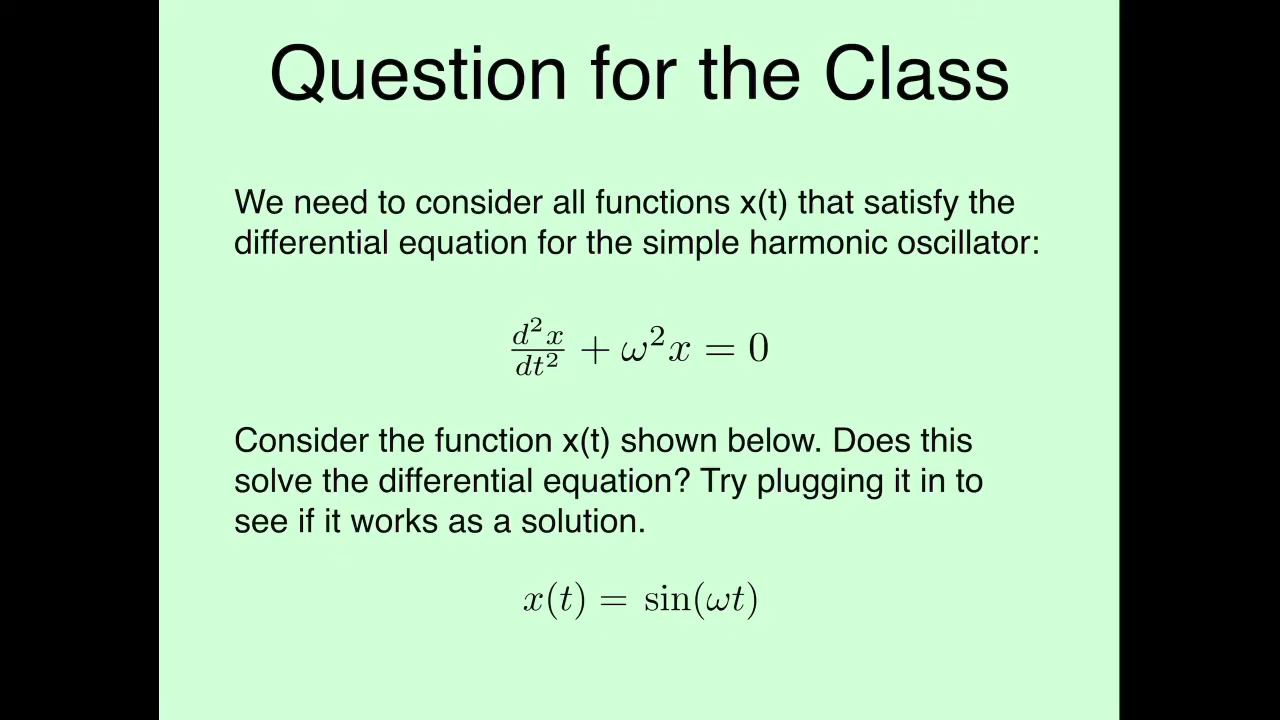 Question for the Class
We need to consider all functions x(t) that satisfy the
differential equation for the simple harmonic oscillator:
d²x/dt² + ω²x = 0
Consider the function x(t) shown below. Does this
solve the differential equation? Try plugging it in to
see if it works as a solution.
x(t) = sin(ωt)